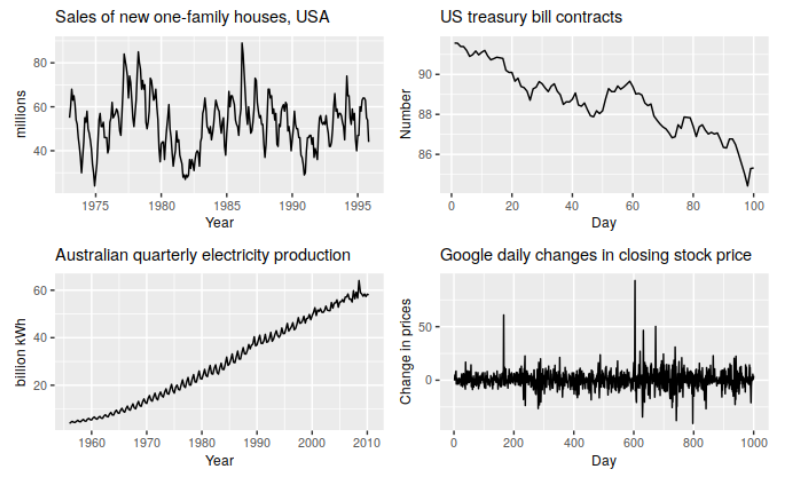 Sales of new one-family houses, USA
millions
80
60
40
1975 1980 1985 1990 1995
Year
US treasury bill contracts
Number
90
88
86
0 20 40 60 80 100
Day
Australian quarterly electricity production
billion kWh
60
40
20
1960 1970 1980 1990 2000 2010
Year
Google daily changes in closing stock price
Change in prices
50
0
0 200 400 600 800 1000
Day